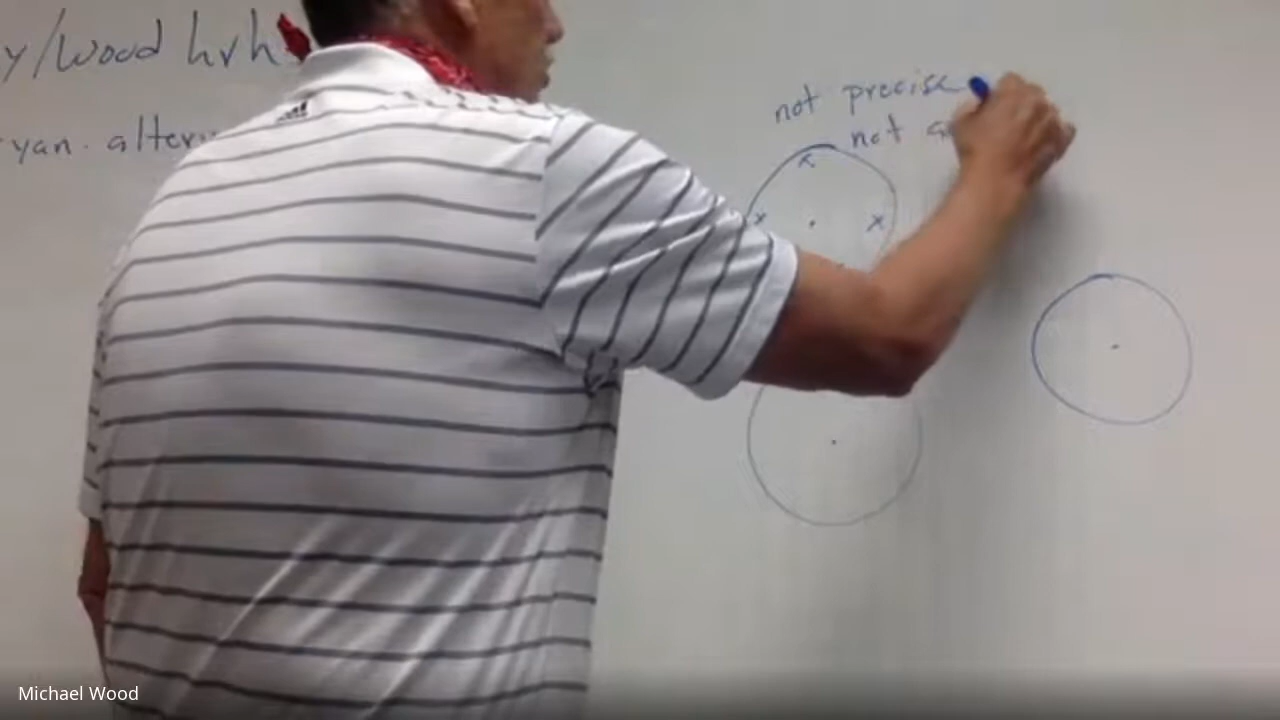 y/wood hrh
yan. alter
not precise
not a
x
x x
Michael Wood